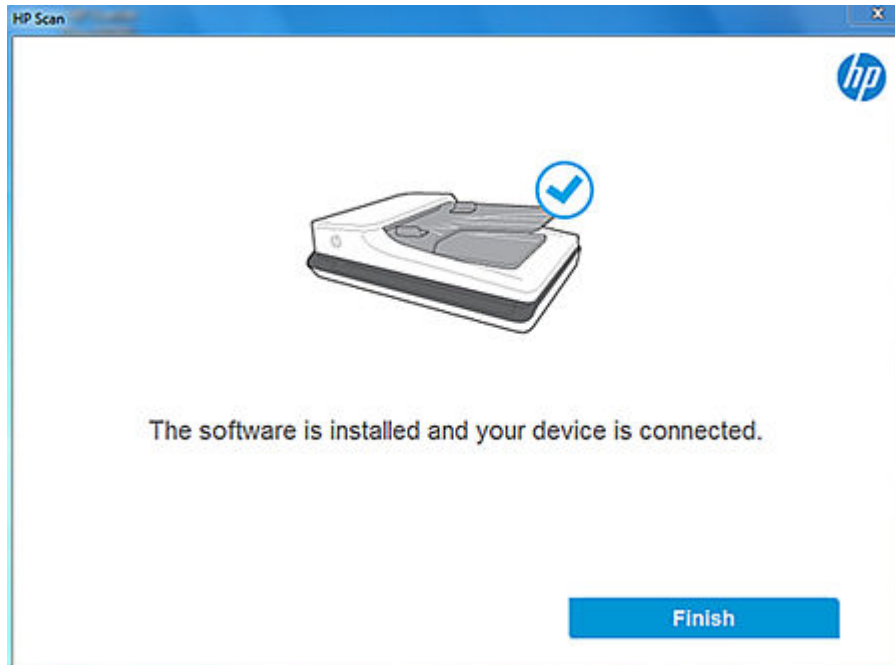 HP Scan
hp
The software is installed and your device is connected.
Finish